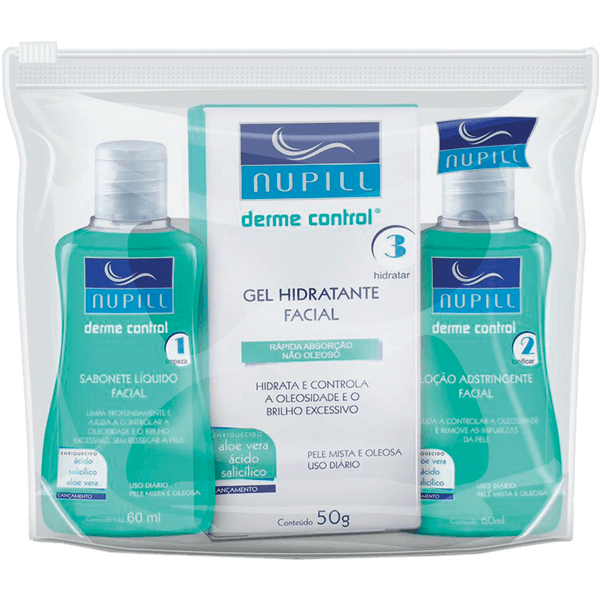 NUPILL
derme control
1
limpeza
SABONETE LÍQUIDO
FACIAL
LIMPA PROFUNDAMENTE E
AJUDA A CONTROLAR A
OLEOSIDADE E O BRILHO
EXCESSIVO, SEM RESSECAR A PELE
ENRIQUECIDO
ácido
salicílico
aloe vera
LANÇAMENTO
USO DIÁRIO
PELE MISTA E OLEOSA
60 ml
NUPILL
derme control®
3
hidratar
GEL HIDRATANTE
FACIAL
RÁPIDA ABSORÇÃO
NÃO OLEOSO
HIDRATA E CONTROLA
A OLEOSIDADE E O
BRILHO EXCESSIVO
ENRIQUECIDO
aloe vera
ácido
salicílico
LANÇAMENTO
PELE MISTA E OLEOSA
USO DIÁRIO
Conteúdo 50g
NUPILL
NUPILL
derme control
2
tonificar
LOÇÃO ADSTRINGENTE
FACIAL
AJUDA A CONTROLAR A OLEOSIDADE
E REMOVE AS IMPUREZAS
DA PELE
ENRIQUECIDO
ácido
salicílico
aloe vera
LANÇAMENTO
USO DIÁRIO
PELE MISTA E OLEOSA
60ml